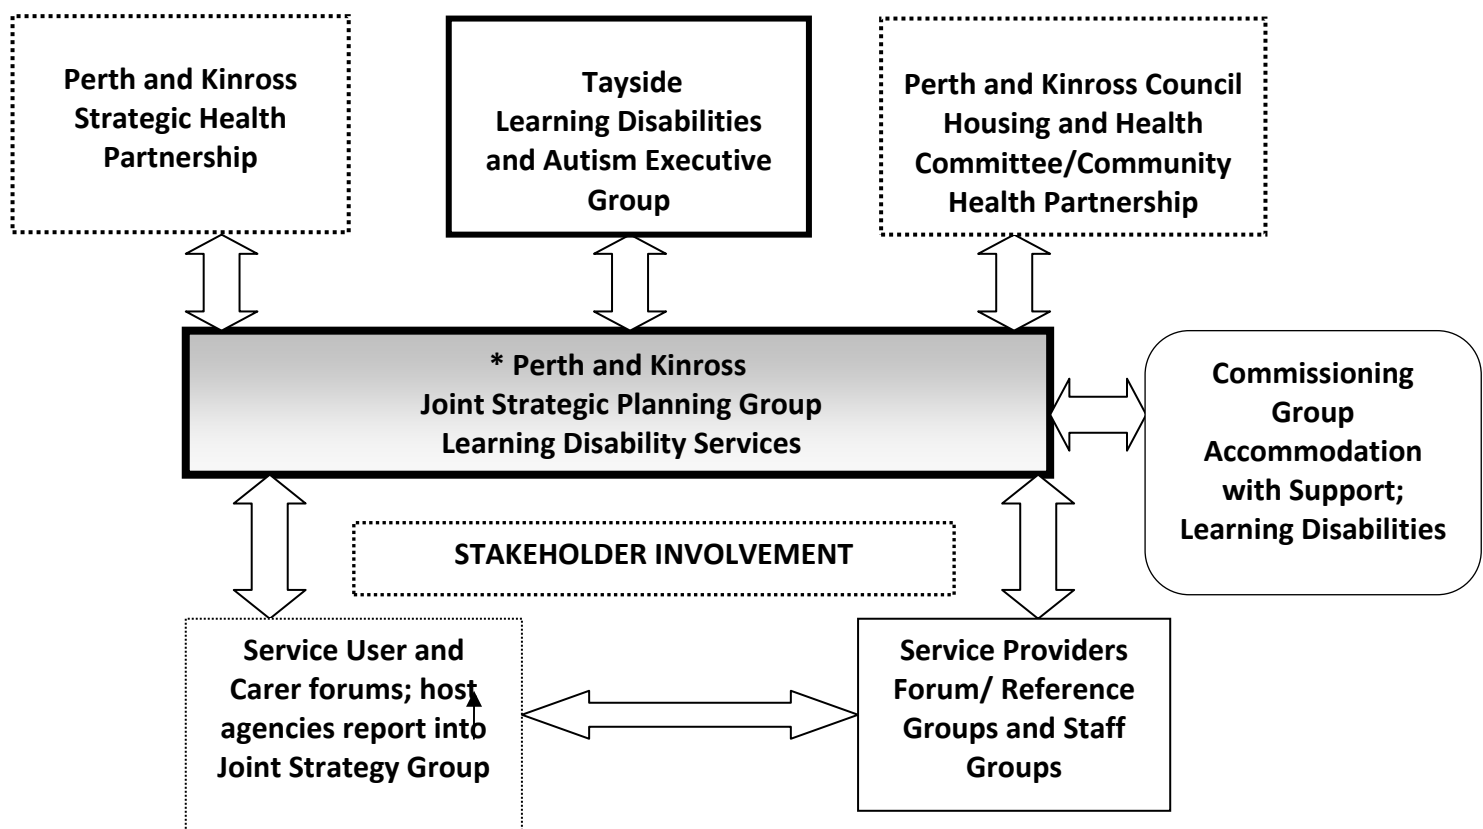 Perth and Kinross
Strategic Health
Partnership
Tayside
Learning Disabilities
and Autism Executive
Group
Perth and Kinross Council
Housing and Health
Committee/Community
Health Partnership
* Perth and Kinross
Joint Strategic Planning Group
Learning Disability Services
Commissioning
Group
Accommodation
with Support;
Learning Disabilities
STAKEHOLDER INVOLVEMENT
Service User and
Carer forums; host
agencies report into
Joint Strategy Group
Service Providers
Forum/ Reference
Groups and Staff
Groups